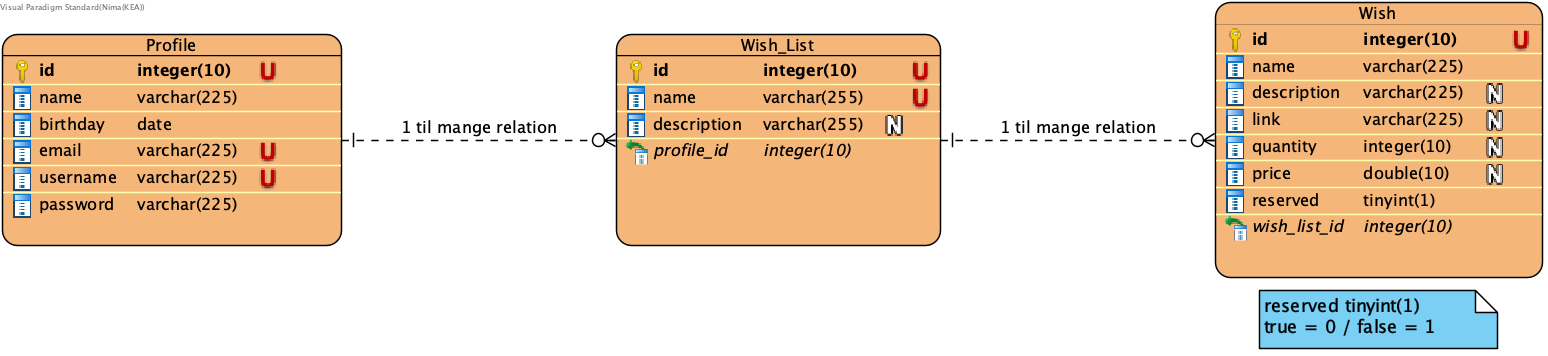 Visual Paradigm Standard(Nima(KEA))
Profile
id integer(10) U
name varchar(225)
birthday date
email varchar(225) U
username varchar(225) U
password varchar(225)
1 til mange relation
Wish_List
id integer(10) U
name varchar(255) U
description varchar(255) N
profile_id integer(10)
1 til mange relation
Wish
id integer(10) U
name varchar(225)
description varchar(225) N
link varchar(225) N
quantity integer(10) N
price double(10) N
reserved tinyint(1)
wish_list_id integer(10)
reserved tinyint(1)
true = 0 / false = 1